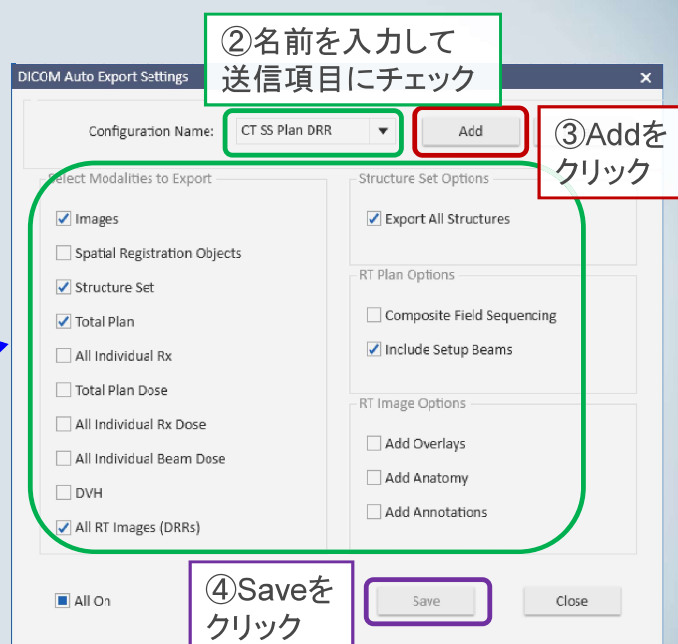 ②名前を入力して
送信項目にチェック
DICOM Auto Export Settings
Configuration Name:
CT SS Plan DRR
Add
③Addを
クリック
Select Modalities to Export
Images
Spatial Registration Objects
Structure Set
Total Plan
All Individual Rx
Total Plan Dose
All Individual Rx Dose
All Individual Beam Dose
DVH
All RT Images (DRRs)
Structure Set Options
Export All Structures
RT Plan Options
Composite Field Sequencing
Include Setup Beams
RT Image Options
Add Overlays
Add Anatomy
Add Annotations
All On
④Saveを
クリック
Save
Close